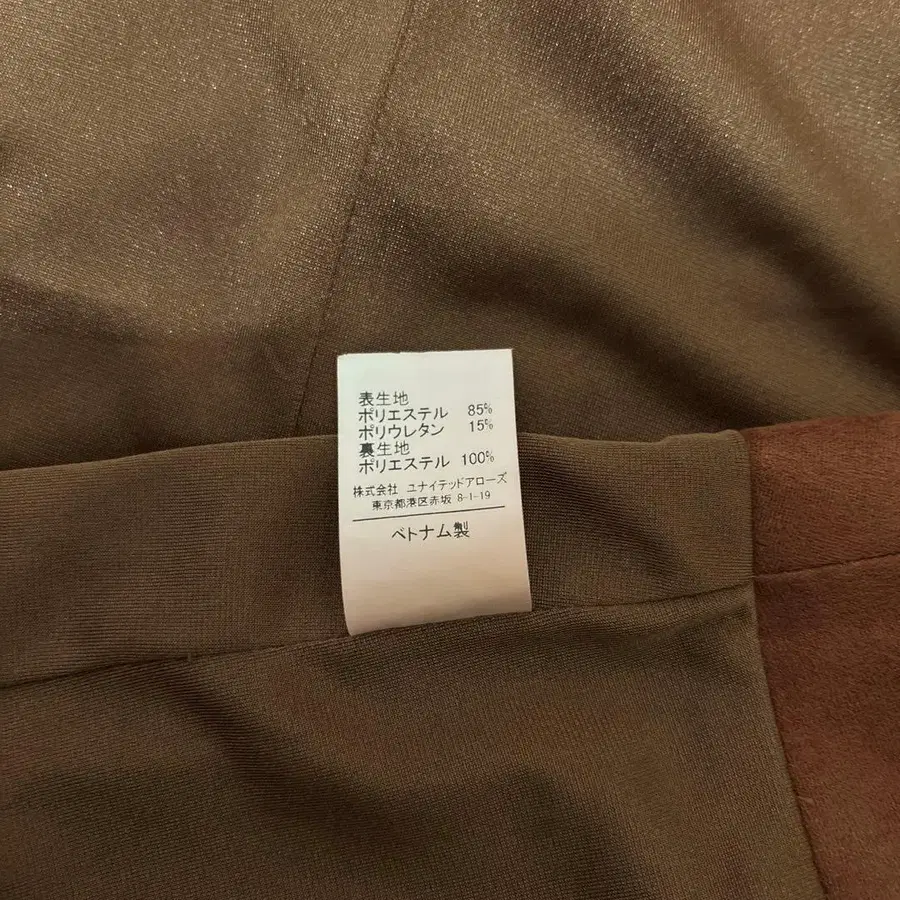 表生地
ポリエステル 85%
ポリウレタン 15%
裏生地
ポリエステル 100%
株式会社 ユナイテッドアローズ
東京都港区赤坂 8-1-19
ベトナム製